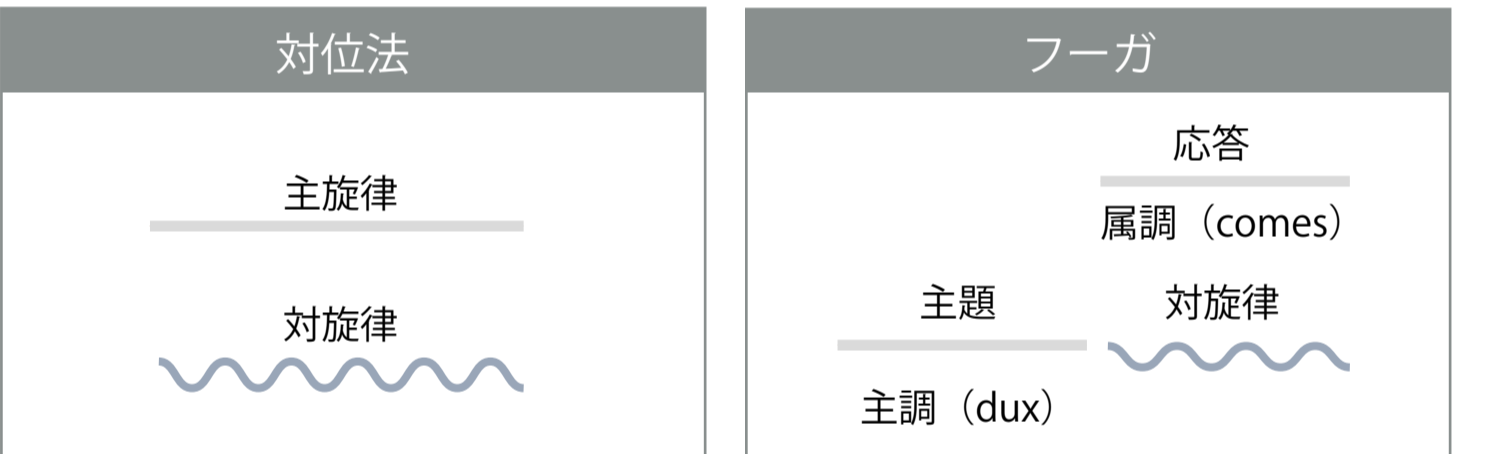 対位法
主旋律
対旋律
フーガ
応答
属調（comes）
主題
対旋律
主調（dux）